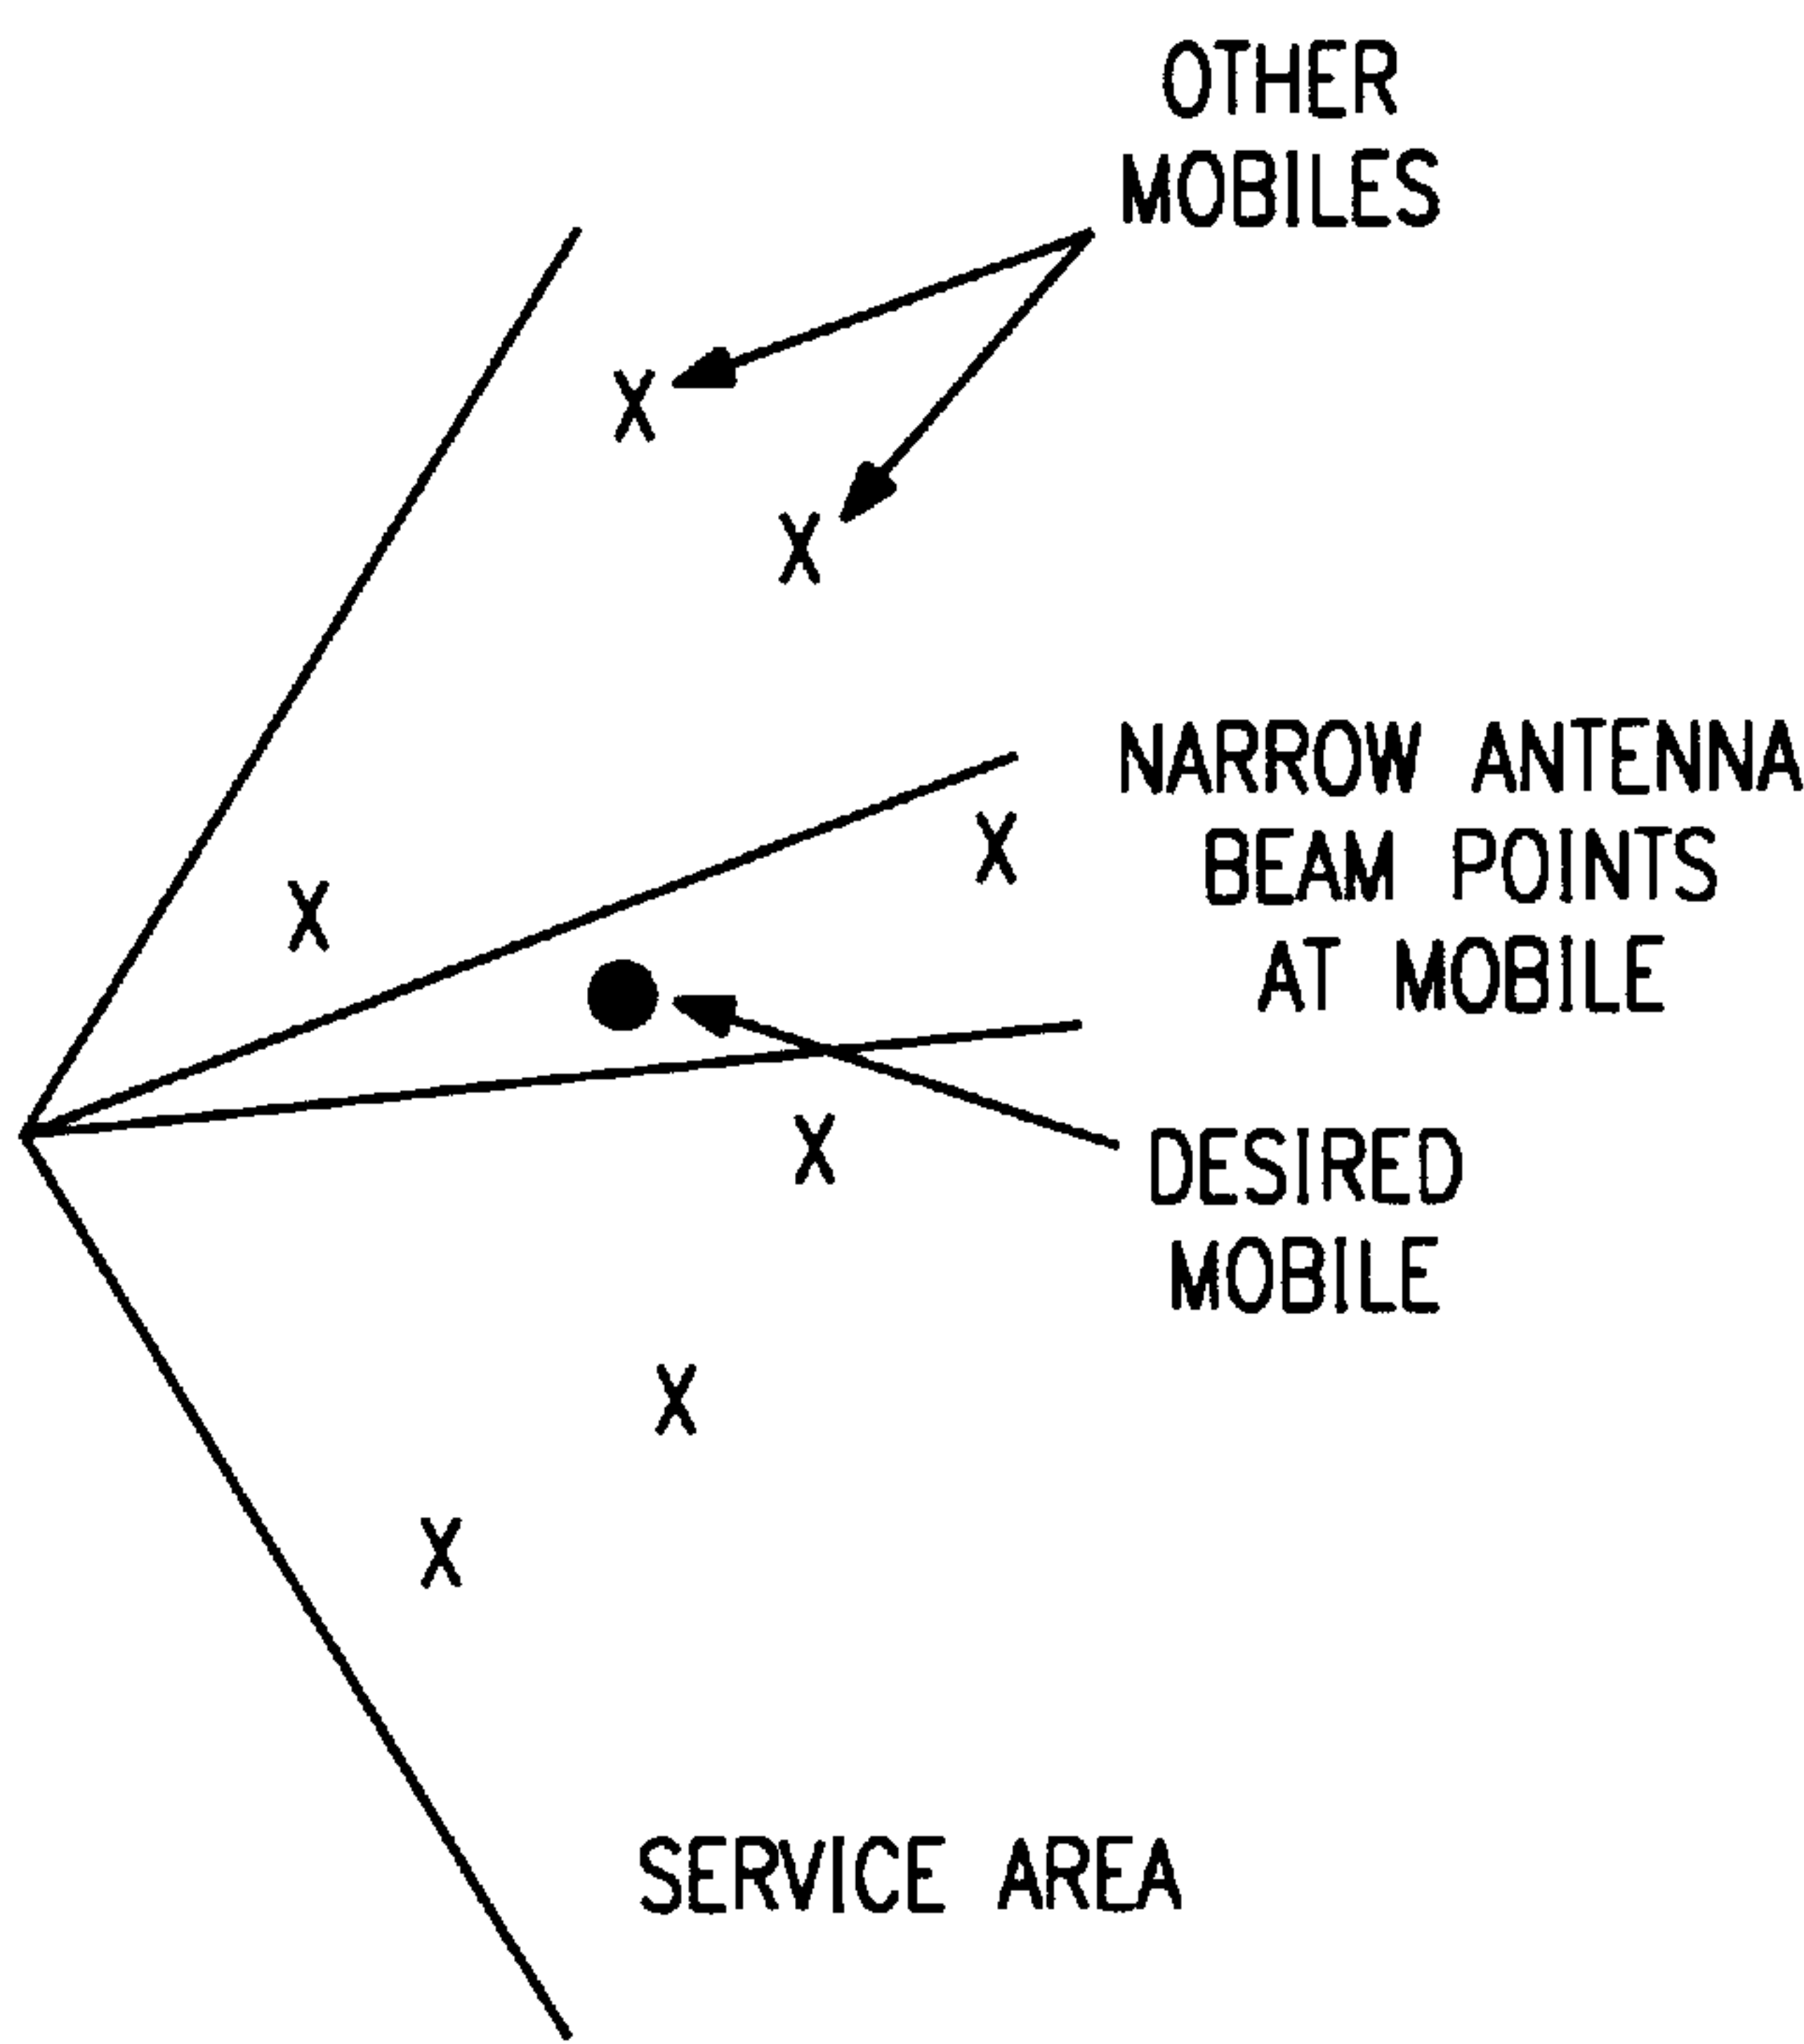 OTHER
MOBILES
X
X
NARROW ANTENNA
BEAM POINTS
AT MOBILE
X
X
X
DESIRED
MOBILE
X
X
SERVICE AREA